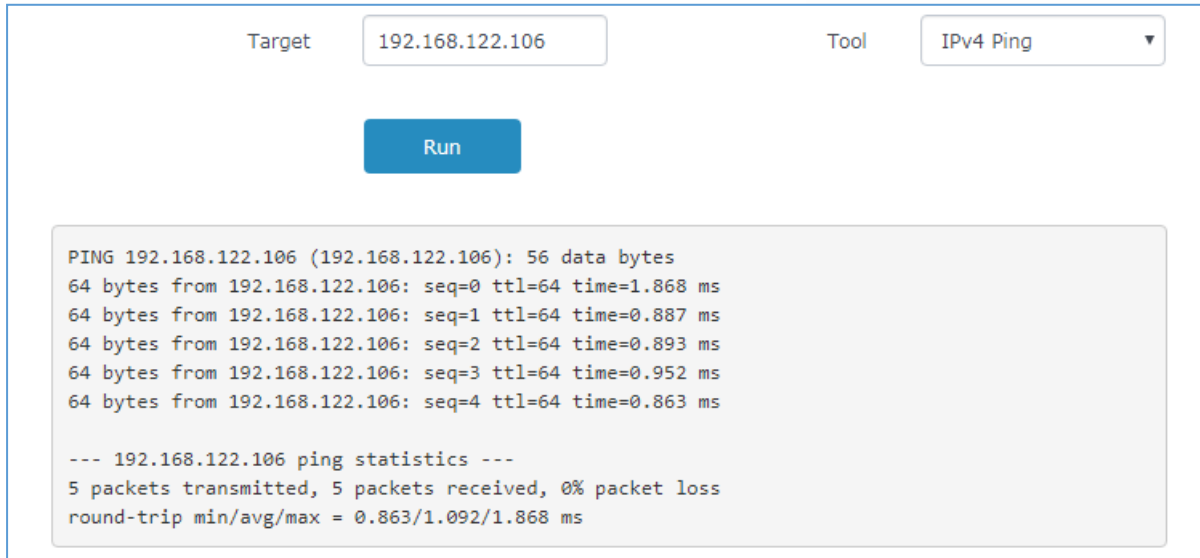 Target 192.168.122.106 Tool IPv4 Ping
Run
PING 192.168.122.106 (192.168.122.106): 56 data bytes
64 bytes from 192.168.122.106: seq=0 ttl=64 time=1.868 ms
64 bytes from 192.168.122.106: seq=1 ttl=64 time=0.887 ms
64 bytes from 192.168.122.106: seq=2 ttl=64 time=0.893 ms
64 bytes from 192.168.122.106: seq=3 ttl=64 time=0.952 ms
64 bytes from 192.168.122.106: seq=4 ttl=64 time=0.863 ms
--- 192.168.122.106 ping statistics ---
5 packets transmitted, 5 packets received, 0% packet loss
round-trip min/avg/max = 0.863/1.092/1.868 ms